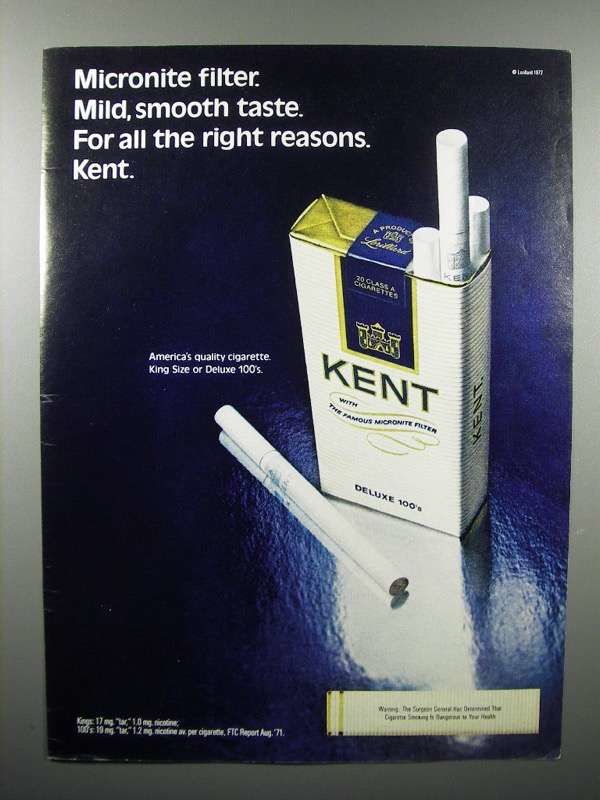 Micronite filter.
Mild, smooth taste.
For all the right reasons.
Kent.
© Lorillard 1972
A PRODUCT OF
Lorillard
20 CLASS A
CIGARETTES
KENT
WITH
THE FAMOUS MICRONITE FILTER
DELUXE 100's
KENT
KENT
America's quality cigarette.
King Size or Deluxe 100's.
Kings: 17 mg. "tar," 1.0 mg. nicotine;
100's: 19 mg. "tar," 1.2 mg. nicotine av. per cigarette, FTC Report Aug. '71.
Warning: The Surgeon General Has Determined That
Cigarette Smoking Is Dangerous to Your Health